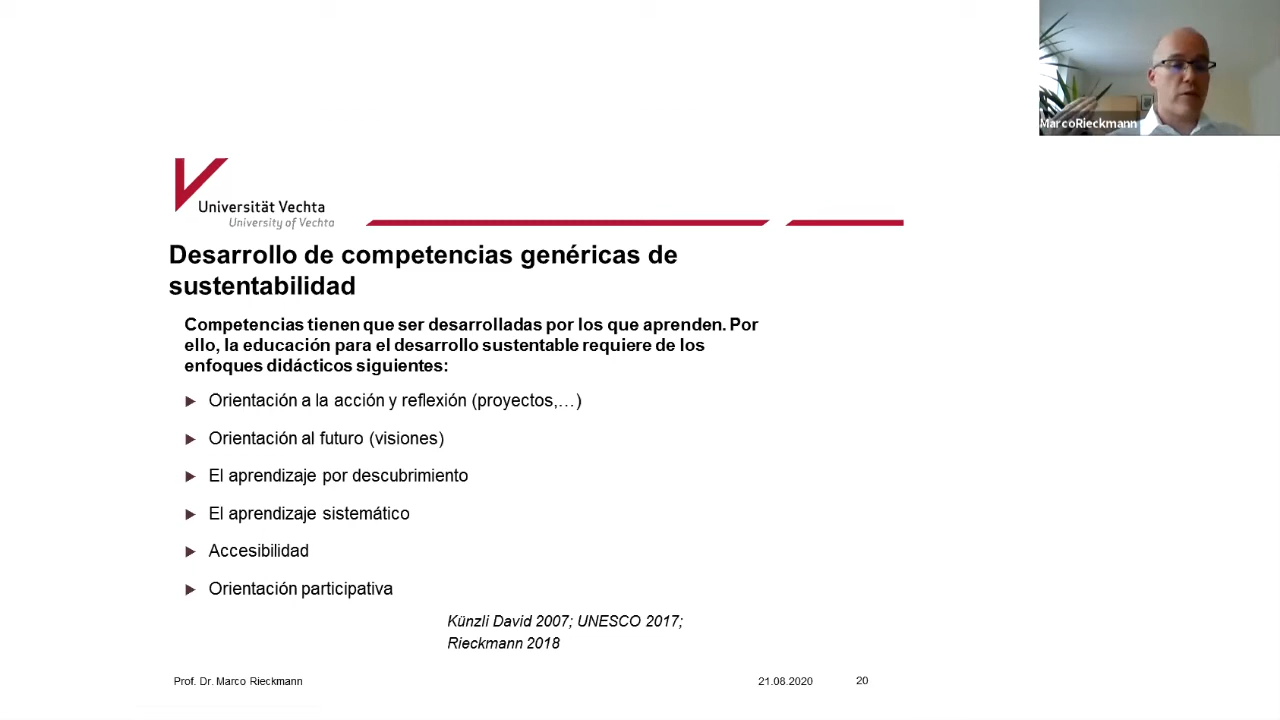 MarcoRieckmann
Universität Vechta
University of Vechta
Desarrollo de competencias genéricas de
sustentabilidad
Competencias tienen que ser desarrolladas por los que aprenden. Por
ello, la educación para el desarrollo sustentable requiere de los
enfoques didácticos siguientes:
Orientación a la acción y reflexión (proyectos,…)
Orientación al futuro (visiones)
El aprendizaje por descubrimiento
El aprendizaje sistemático
Accesibilidad
Orientación participativa
Künzli David 2007; UNESCO 2017;
Rieckmann 2018
Prof. Dr. Marco Rieckmann 21.08.2020 20